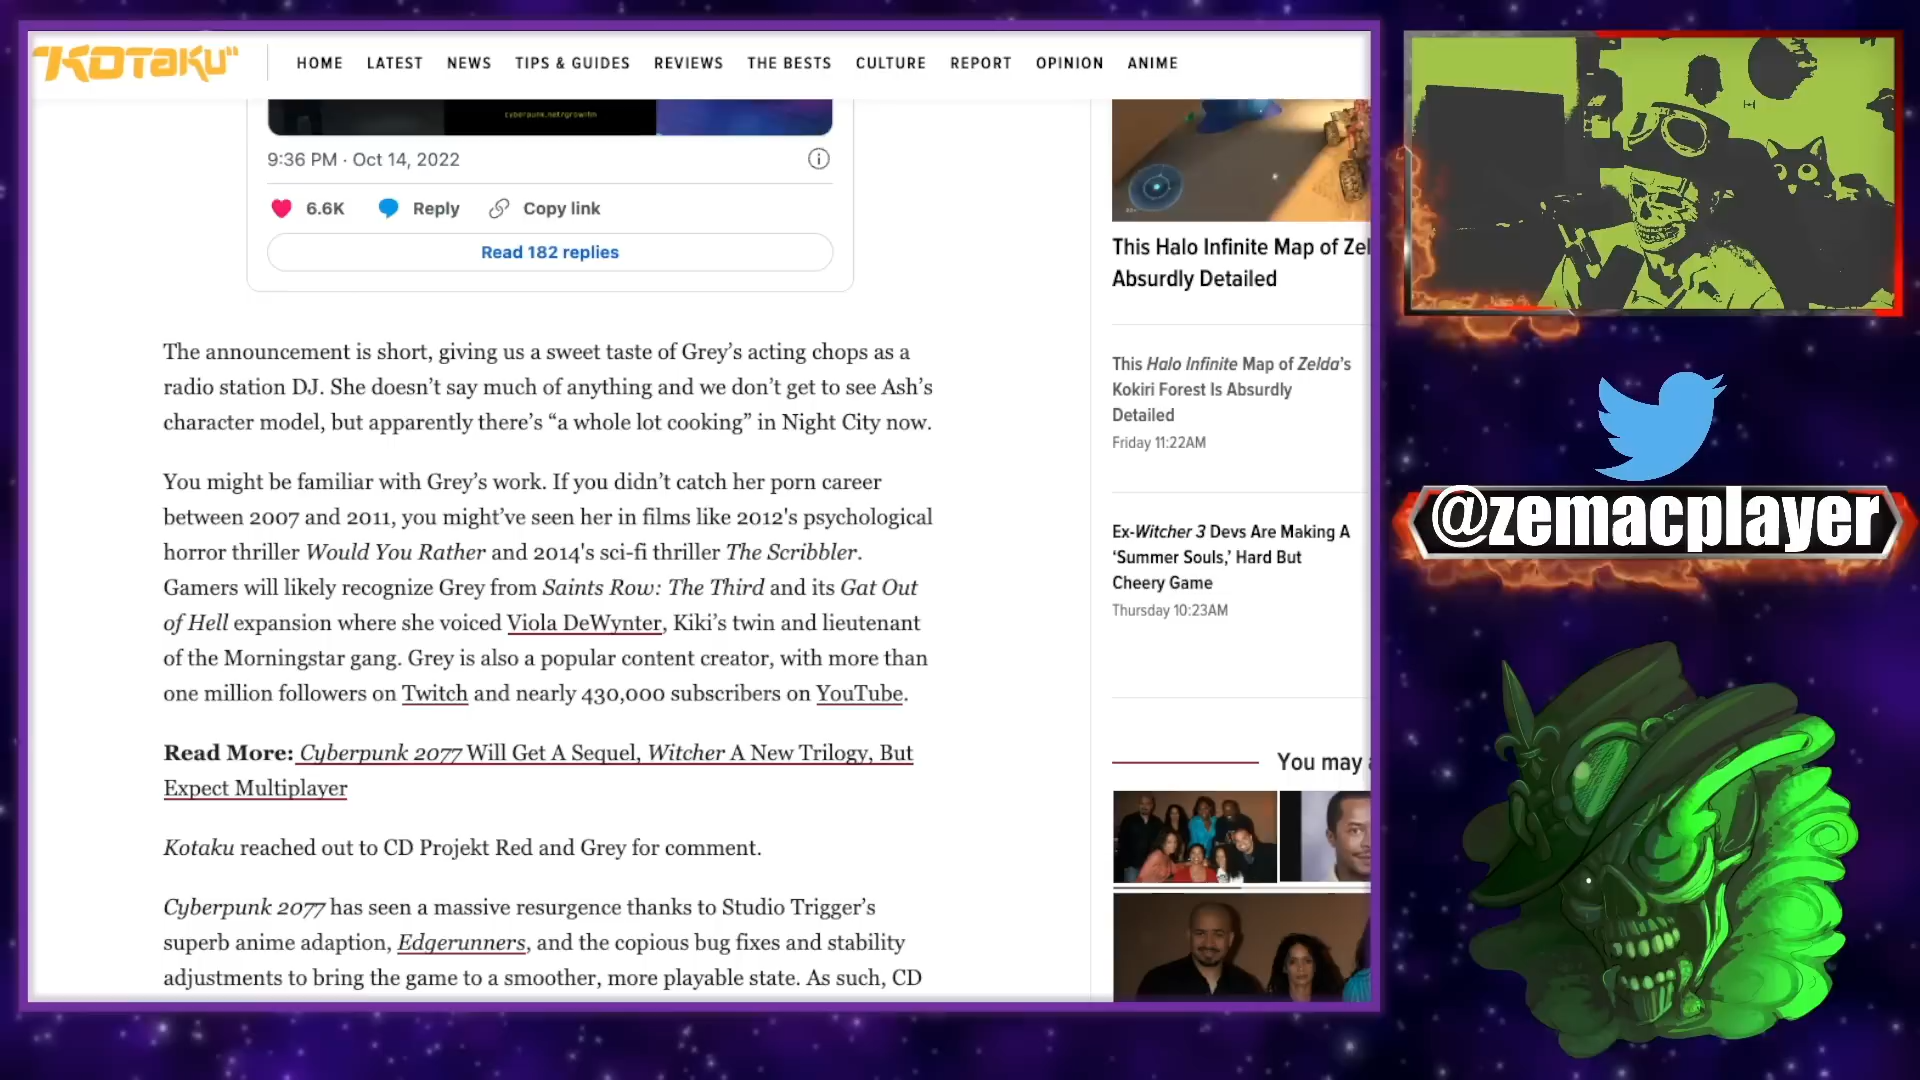 KOTAKU
HOME LATEST NEWS TIPS & GUIDES REVIEWS THE BESTS CULTURE REPORT OPINION ANIME
cyberpunk.net/growlfm
9:36 PM · Oct 14, 2022
6.6K Reply Copy link
Read 182 replies
The announcement is short, giving us a sweet taste of Grey’s acting chops as a
radio station DJ. She doesn’t say much of anything and we don’t get to see Ash’s
character model, but apparently there’s “a whole lot cooking” in Night City now.
You might be familiar with Grey’s work. If you didn’t catch her porn career
between 2007 and 2011, you might’ve seen her in films like 2012's psychological
horror thriller Would You Rather and 2014's sci-fi thriller The Scribbler.
Gamers will likely recognize Grey from Saints Row: The Third and its Gat Out
of Hell expansion where she voiced Viola DeWynter, Kiki’s twin and lieutenant
of the Morningstar gang. Grey is also a popular content creator, with more than
one million followers on Twitch and nearly 430,000 subscribers on YouTube.
Read More: Cyberpunk 2077 Will Get A Sequel, Witcher A New Trilogy, But
Expect Multiplayer
Kotaku reached out to CD Projekt Red and Grey for comment.
Cyberpunk 2077 has seen a massive resurgence thanks to Studio Trigger’s
superb anime adaption, Edgerunners, and the copious bug fixes and stability
adjustments to bring the game to a smoother, more playable state. As such, CD
This Halo Infinite Map of Zel
Absurdly Detailed
This Halo Infinite Map of Zelda’s
Kokiri Forest Is Absurdly
Detailed
Friday 11:22AM
Ex-Witcher 3 Devs Are Making A
‘Summer Souls,’ Hard But
Cheery Game
Thursday 10:23AM
You may a
@zemacplayer